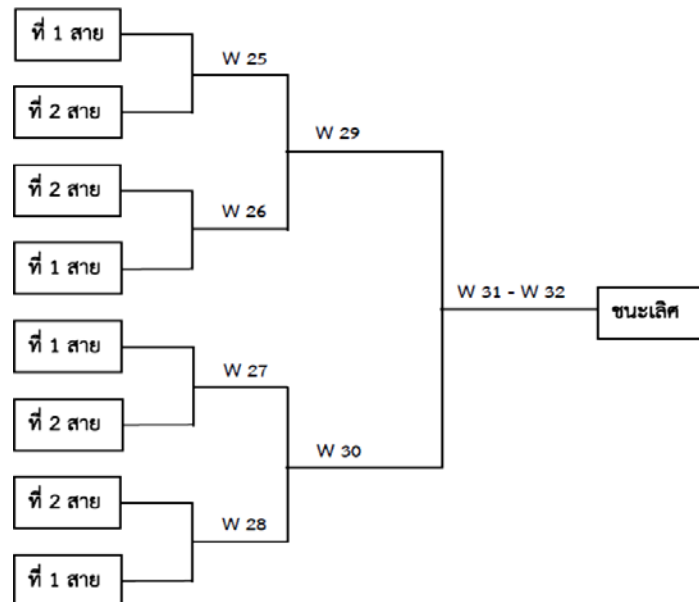 ที่ 1 สาย
W 25
ที่ 2 สาย
W 29
ที่ 2 สาย
W 26
ที่ 1 สาย
W 31 - W 32
ชนะเลิศ
ที่ 1 สาย
W 27
ที่ 2 สาย
W 30
ที่ 2 สาย
W 28
ที่ 1 สาย